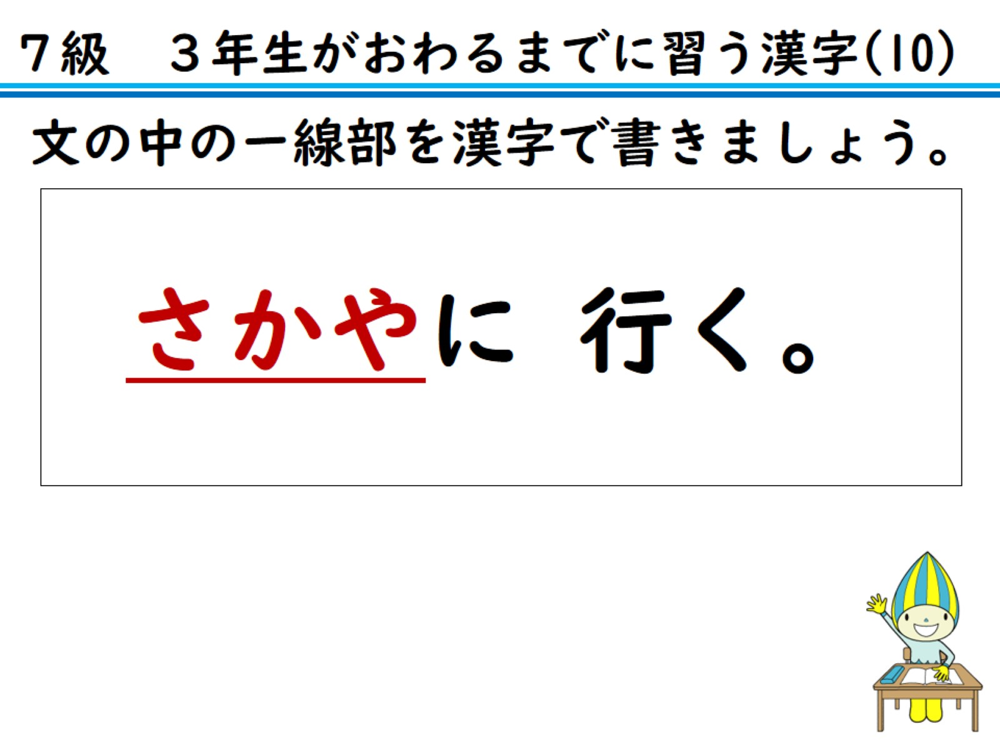 ７級　３年生がおわるまでに習う漢字(10)
文の中の一線部を漢字で書きましょう。
さかやに 行く。